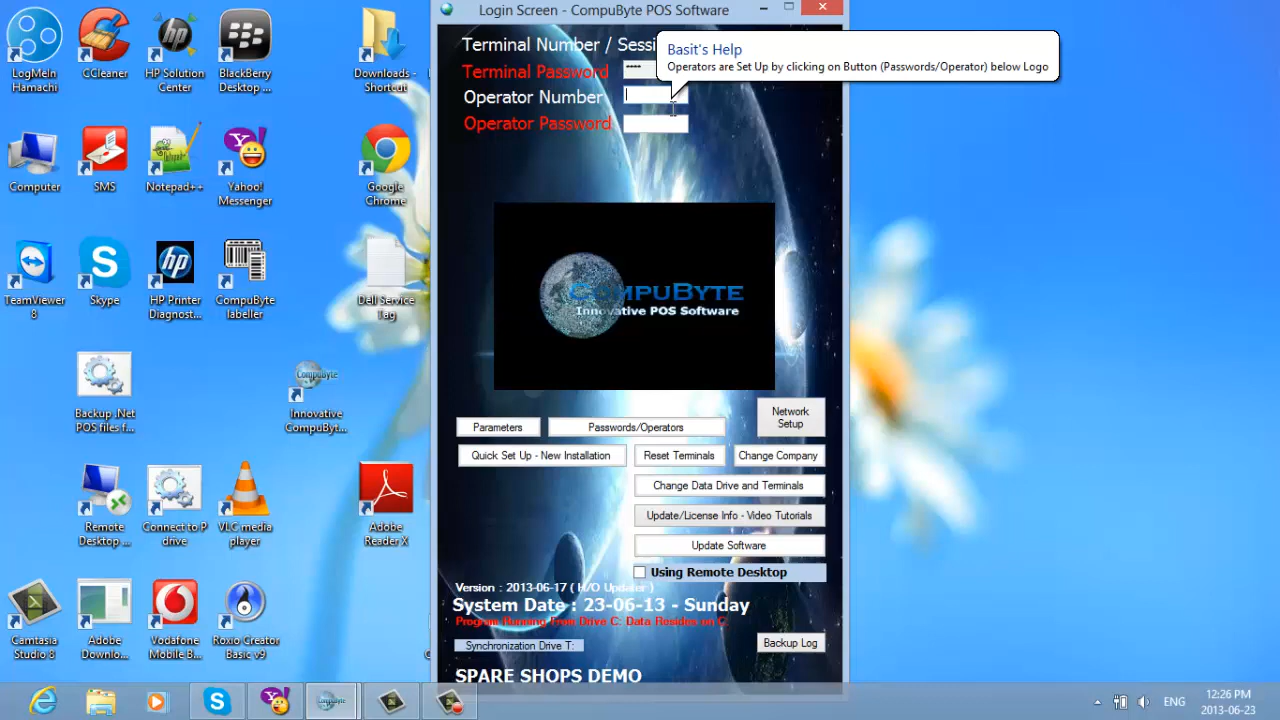 Login Screen - CompuByte POS Software
Terminal Number / Sessi
Basit's Help
Operators are Set Up by clicking on Button (Passwords/Operator) below Logo
Terminal Password
Operator Number
Operator Password
COMPUBYTE
Innovative POS Software
Parameters
Passwords/Operators
Network
Setup
Quick Set Up - New Installation
Reset Terminals
Change Company
Change Data Drive and Terminals
Update/License Info - Video Tutorials
Update Software
Using Remote Desktop
Version : 2013-06-17 ( H/O Updater )
System Date : 23-06-13 - Sunday
Program Running From Drive C: Data Resides on C:
Synchronization Drive T:
Backup Log
SPARE SHOPS DEMO
LogMeIn
Hamachi
CCleaner
HP Solution
Center
BlackBerry
Desktop ...
Downloads -
Shortcut
Computer
SMS
Notepad++
Yahoo!
Messenger
Google
Chrome
TeamViewer
8
Skype
HP Printer
Diagnost...
CompuByte
labeller
Dell Service
Tag
Backup .Net
POS files f...
CompuByte
Innovative
CompuByt...
Remote
Desktop ...
Connect to P
drive
VLC media
player
Adobe
Reader X
Camtasia
Studio 8
Adobe
Downlo...
Vodafone
Mobile B...
Roxio Creator
Basic v9
ENG
12:26 PM
2013-06-23